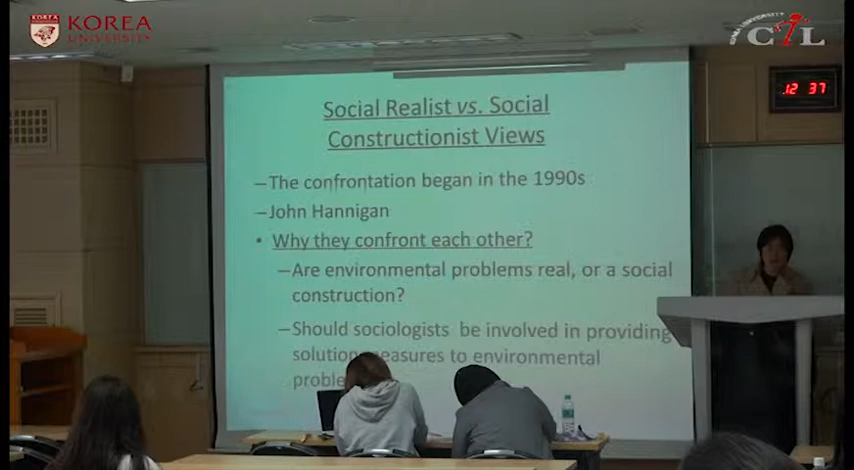 KOREA
UNIVERSITY
CTL
12 37
Social Realist vs. Social
Constructionist Views
–The confrontation began in the 1990s
–John Hannigan
• Why they confront each other?
–Are environmental problems real, or a social
construction?
–Should sociologists be involved in providing
solution measures to environmental